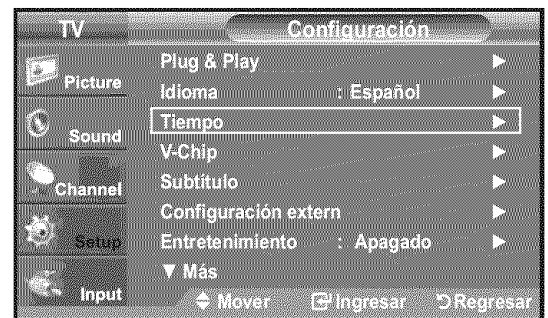 TV Configuración
Picture
Sound
Channel
Setup
Input
Plug & Play
Idioma : Español
Tiempo
V-Chip
Subtítulo
Configuración extern
Entretenimiento : Apagado
▼ Más
Mover Ingresar Regresar